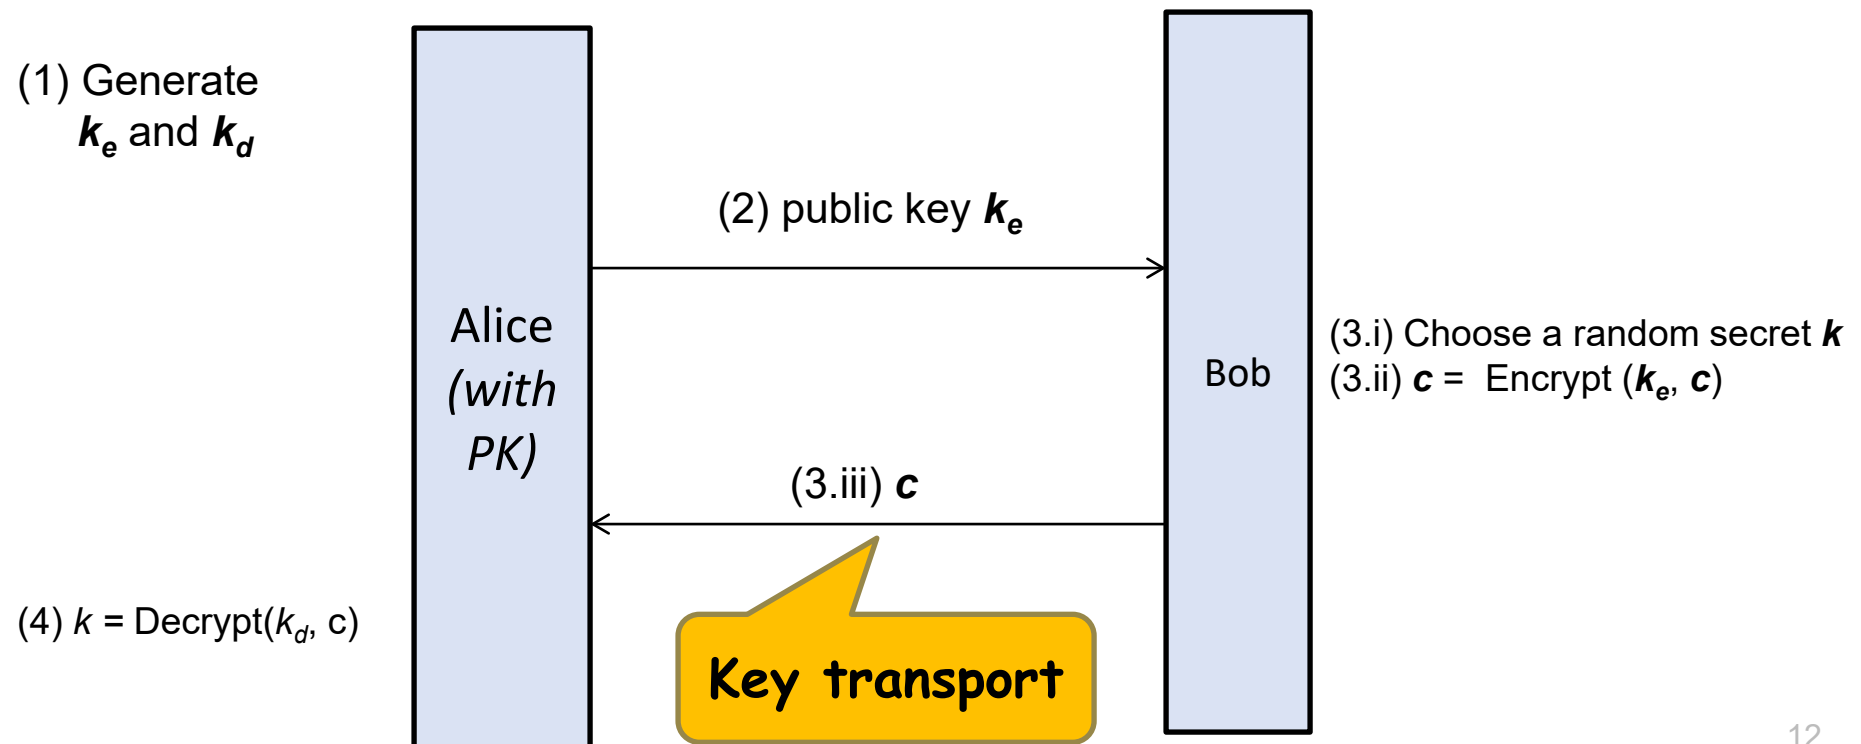 (1) Generate
k_e and k_d
(2) public key k_e
Alice
(with
PK)
Bob
(3.i) Choose a random secret k
(3.ii) c = Encrypt (k_e, c)
(3.iii) c
(4) k = Decrypt(k_d, c)
Key transport
12